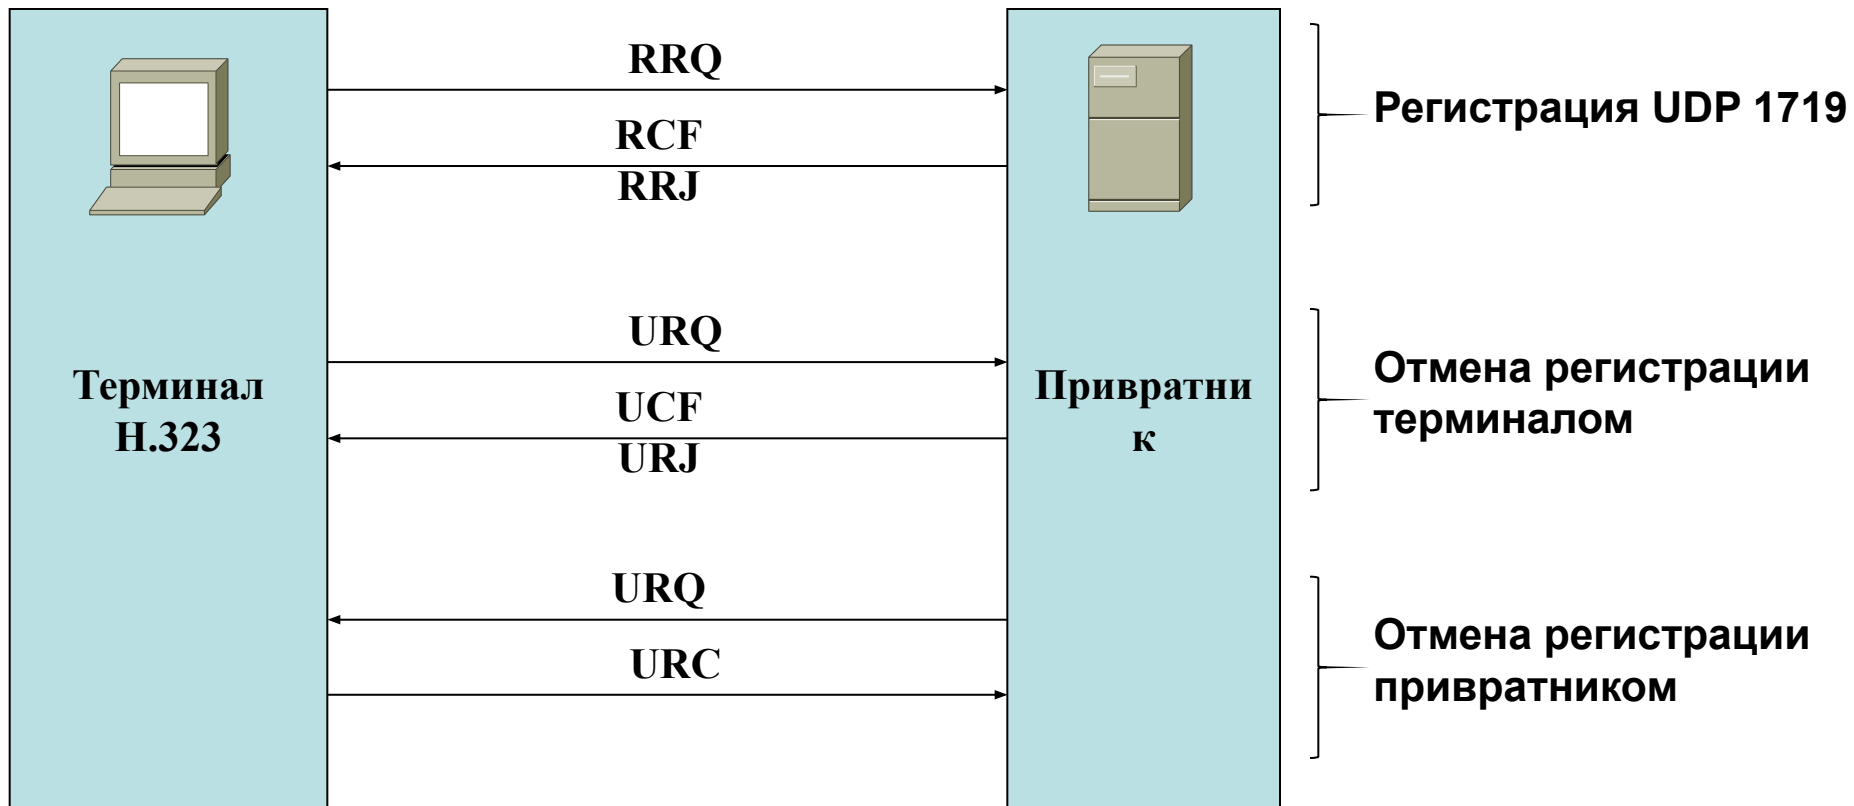 RRQ
RCF
RRJ
Регистрация UDP 1719
URQ
UCF
URJ
Терминал
H.323
Привратни
к
Отмена регистрации
терминалом
URQ
URC
Отмена регистрации
привратником